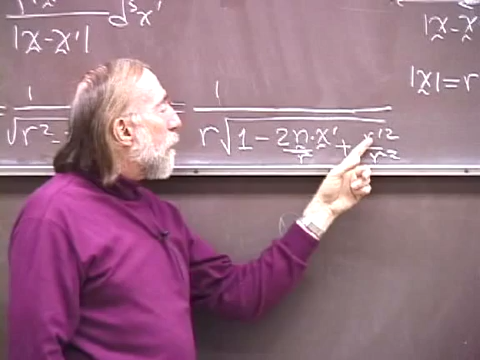 d³x'
|x-x'|
|x-x
|x|=r
= 1/√r²- = 1/r√1-2n·x'/r+r'²/r²